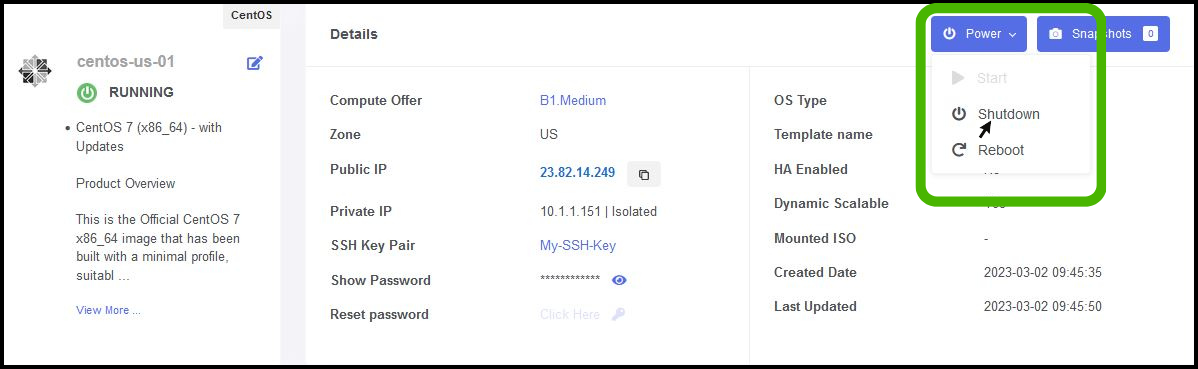 CentOS
centos-us-01
RUNNING
• CentOS 7 (x86_64) - with
Updates
Product Overview
This is the Official CentOS 7
x86_64 image that has been
built with a minimal profile,
suitabl ...
View More ...
Details
Power
Snapshots 0
Start
Shutdown
Reboot
Compute Offer B1.Medium
Zone US
Public IP 23.82.14.249
Private IP 10.1.1.151 | Isolated
SSH Key Pair My-SSH-Key
Show Password ************
Reset password Click Here
OS Type
Template name
HA Enabled
Dynamic Scalable
Mounted ISO -
Created Date 2023-03-02 09:45:35
Last Updated 2023-03-02 09:45:50